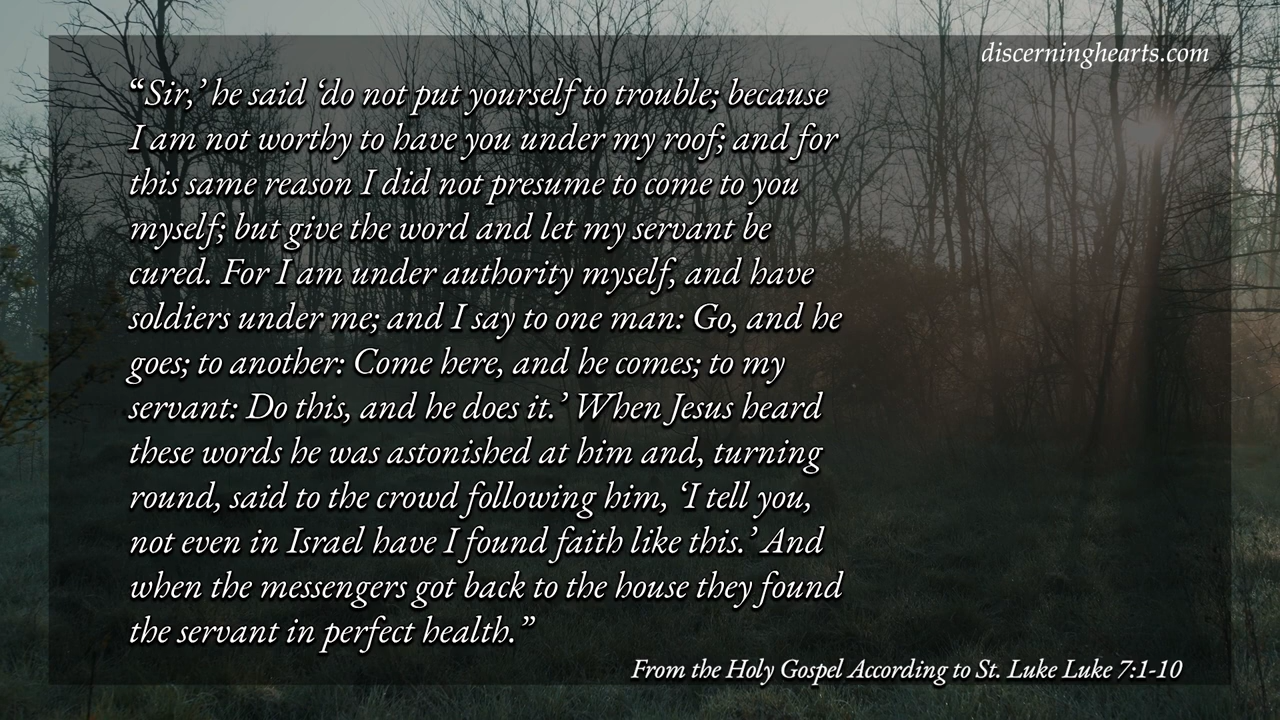 discerninghearts.com
“Sir,’ he said ‘do not put yourself to trouble; because
I am not worthy to have you under my roof; and for
this same reason I did not presume to come to you
myself; but give the word and let my servant be
cured. For I am under authority myself, and have
soldiers under me; and I say to one man: Go, and he
goes; to another: Come here, and he comes; to my
servant: Do this, and he does it.’ When Jesus heard
these words he was astonished at him and, turning
round, said to the crowd following him, ‘I tell you,
not even in Israel have I found faith like this.’ And
when the messengers got back to the house they found
the servant in perfect health.”
From the Holy Gospel According to St. Luke Luke 7:1-10